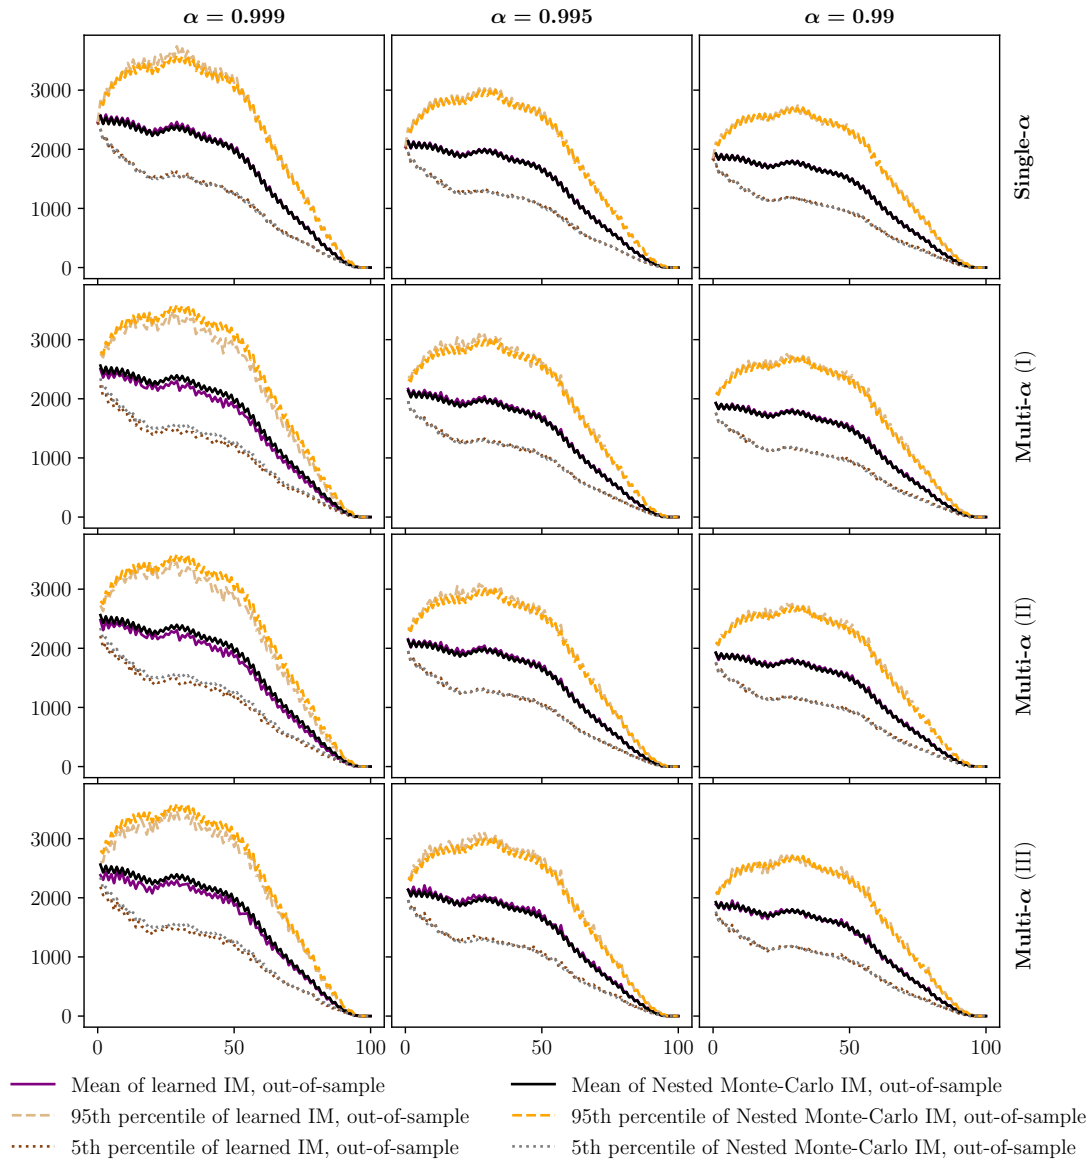 α = 0.999 α = 0.995 α = 0.99
3000
2000
1000
0
Single-α
3000
2000
1000
0
Multi-α (I)
3000
2000
1000
0
Multi-α (II)
3000
2000
1000
0
Multi-α (III)
0 50 100 0 50 100 0 50 100
Mean of learned IM, out-of-sample Mean of Nested Monte-Carlo IM, out-of-sample
95th percentile of learned IM, out-of-sample 95th percentile of Nested Monte-Carlo IM, out-of-sample
5th percentile of learned IM, out-of-sample 5th percentile of Nested Monte-Carlo IM, out-of-sample